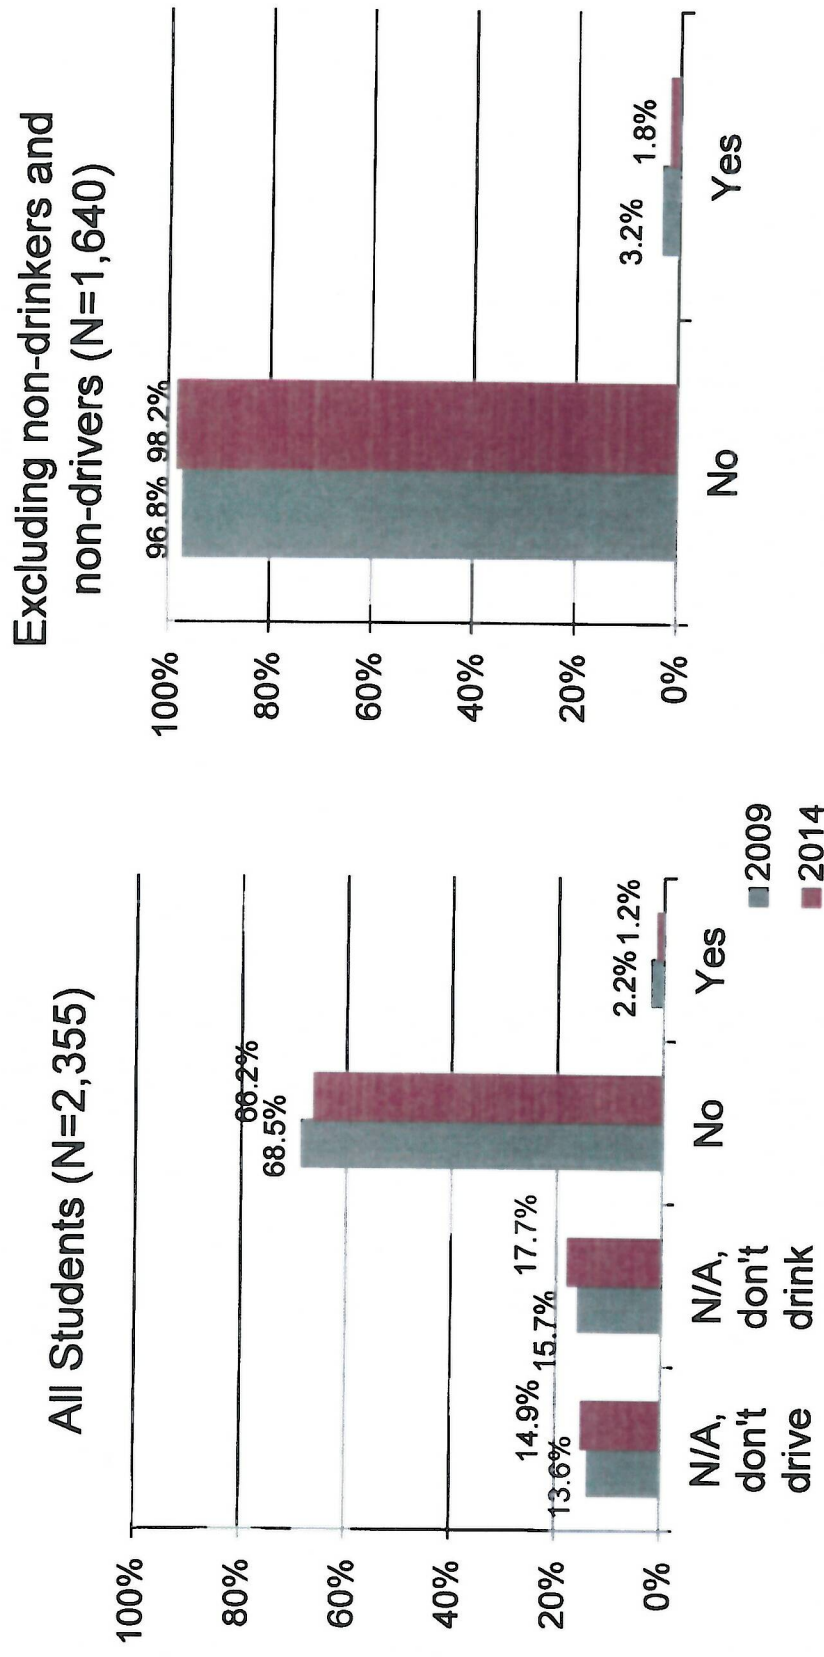 All Students (N=2,355)
100%
80%
60%
40%
20%
0%
13.6%
14.9%
15.7%
17.7%
68.5%
66.2%
2.2%
1.2%
N/A,
don't
drive
N/A,
don't
drink
No
Yes
2009
2014
Excluding non-drinkers and
non-drivers (N=1,640)
100%
80%
60%
40%
20%
0%
96.8%
98.2%
3.2%
1.8%
No
Yes